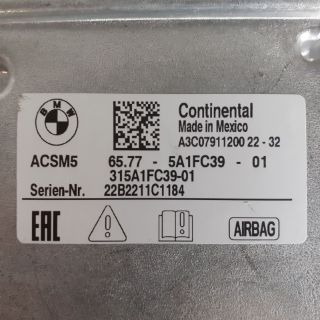 BMW
Continental
Made in Mexico
A3C07911200 22 - 32
ACSM5 65.77 - 5A1FC39 - 01
315A1FC39-01
Serien-Nr. 22B2211C1184
EAC
AIRBAG